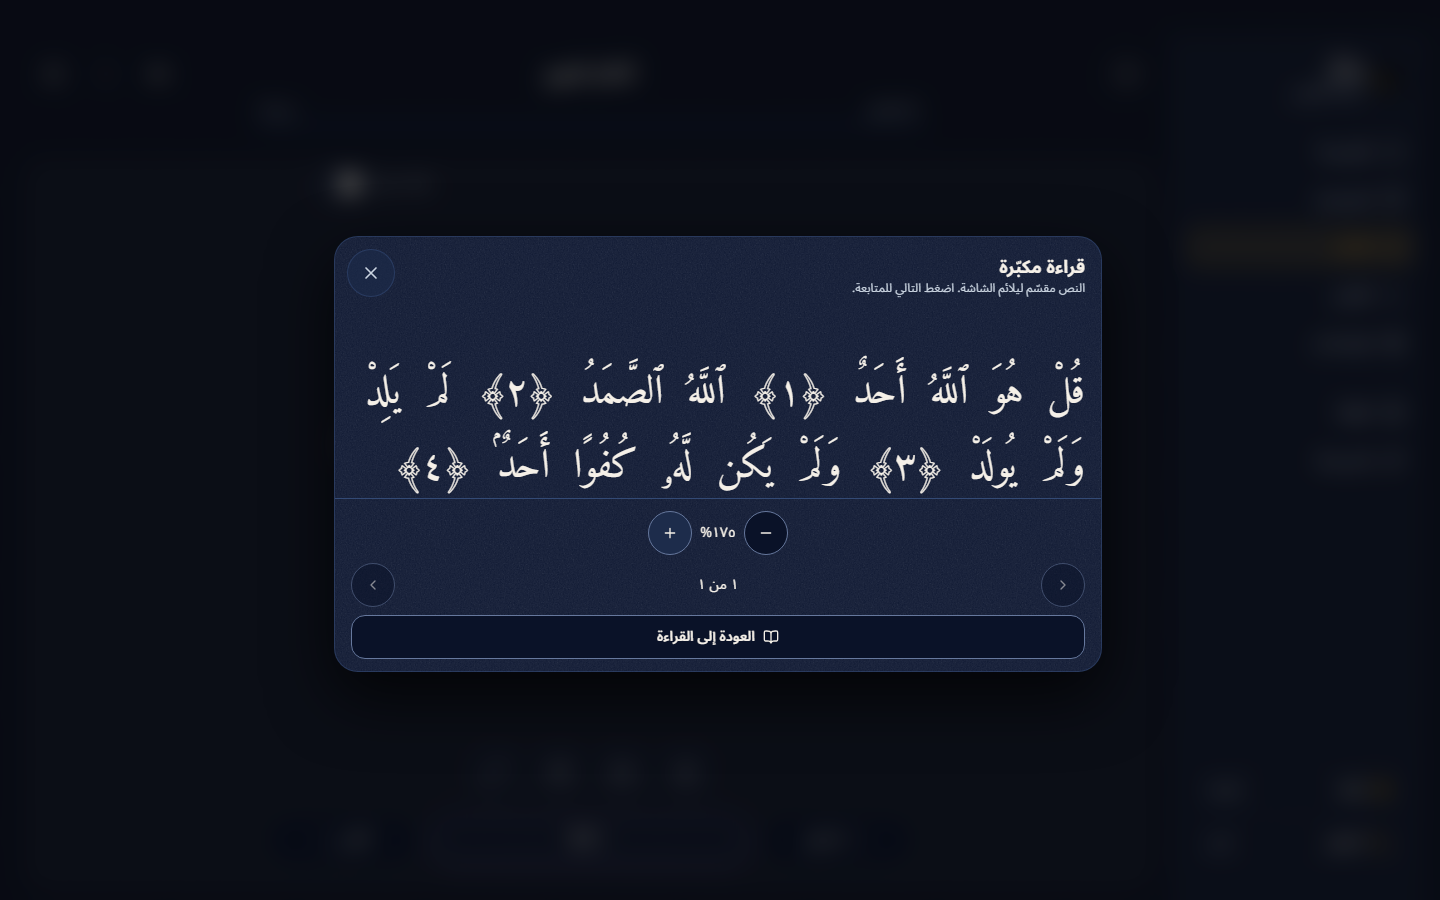 قراءة مكبّرة
النص مقسّم ليلائم الشاشة. اضغط التالي للمتابعة.
قُلْ هُوَ ٱللَّهُ أَحَدٌ ﴿١﴾ ٱللَّهُ ٱلصَّمَدُ ﴿٢﴾ لَمْ يَلِدْ
وَلَمْ يُولَدْ ﴿٣﴾ وَلَمْ يَكُن لَّهُۥ كُفُوًا أَحَدٌۢ ﴿٤﴾
− ١٧٥% +
١ من ١
العودة إلى القراءة